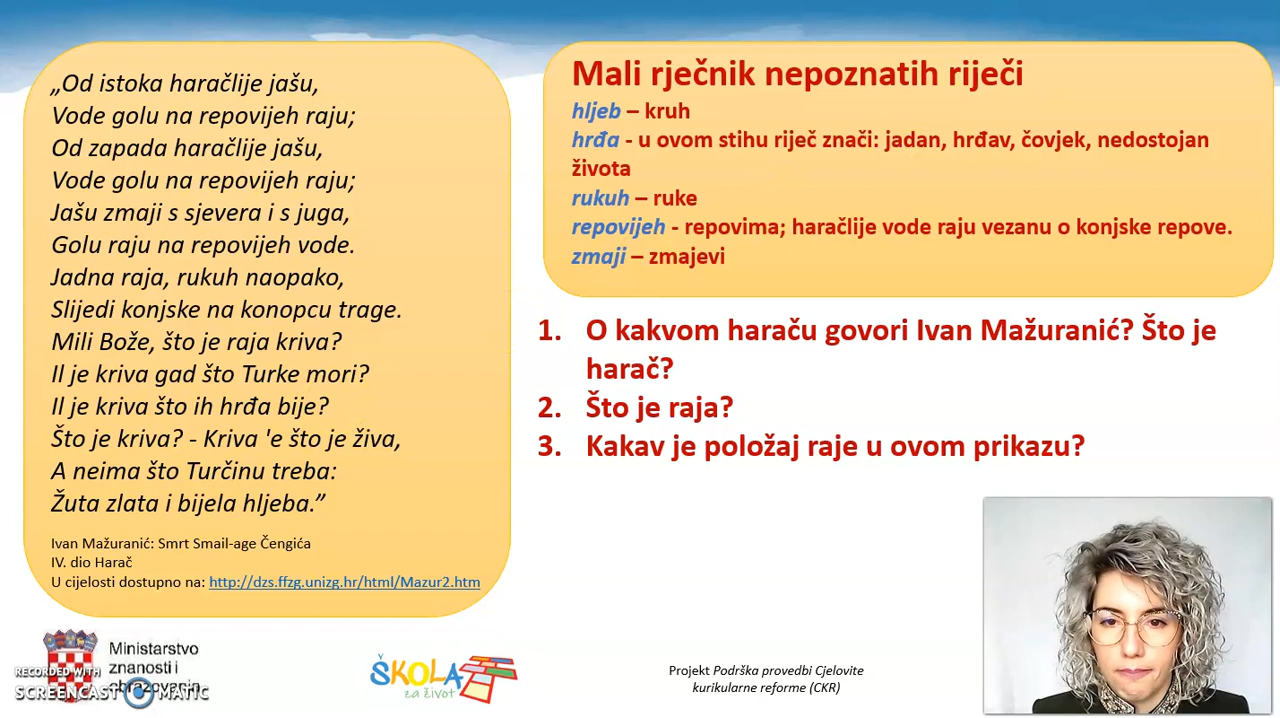 „Od istoka haračlije jašu,
Vode golu na repovijeh raju;
Od zapada haračlije jašu,
Vode golu na repovijeh raju;
Jašu zmaji s sjevera i s juga,
Golu raju na repovijeh vode.
Jadna raja, rukuh naopako,
Slijedi konjske na konopcu trage.
Mili Bože, što je raja kriva?
Il je kriva gad što Turke mori?
Il je kriva što ih hrđa bije?
Što je kriva? - Kriva 'e što je živa,
A neima što Turčinu treba:
Žuta zlata i bijela hljeba.”
Ivan Mažuranić: Smrt Smail-age Čengića
IV. dio Harač
U cijelosti dostupno na: http://dzs.ffzg.unizg.hr/html/Mazur2.htm
Mali rječnik nepoznatih riječi
hljeb – kruh
hrđa - u ovom stihu riječ znači: jadan, hrđav, čovjek, nedostojan
života
rukuh – ruke
repovijeh - repovima; haračlije vode raju vezanu o konjske repove.
zmaji – zmajevi
1. O kakvom haraču govori Ivan Mažuranić? Što je
harač?
2. Što je raja?
3. Kakav je položaj raje u ovom prikazu?
Ministarstvo
znanosti i
obrazovanja
RECORDED WITH
SCREENCAST MATIC
ŠKOLA
za život
Projekt Podrška provedbi Cjelovite
kurikularne reforme (CKR)